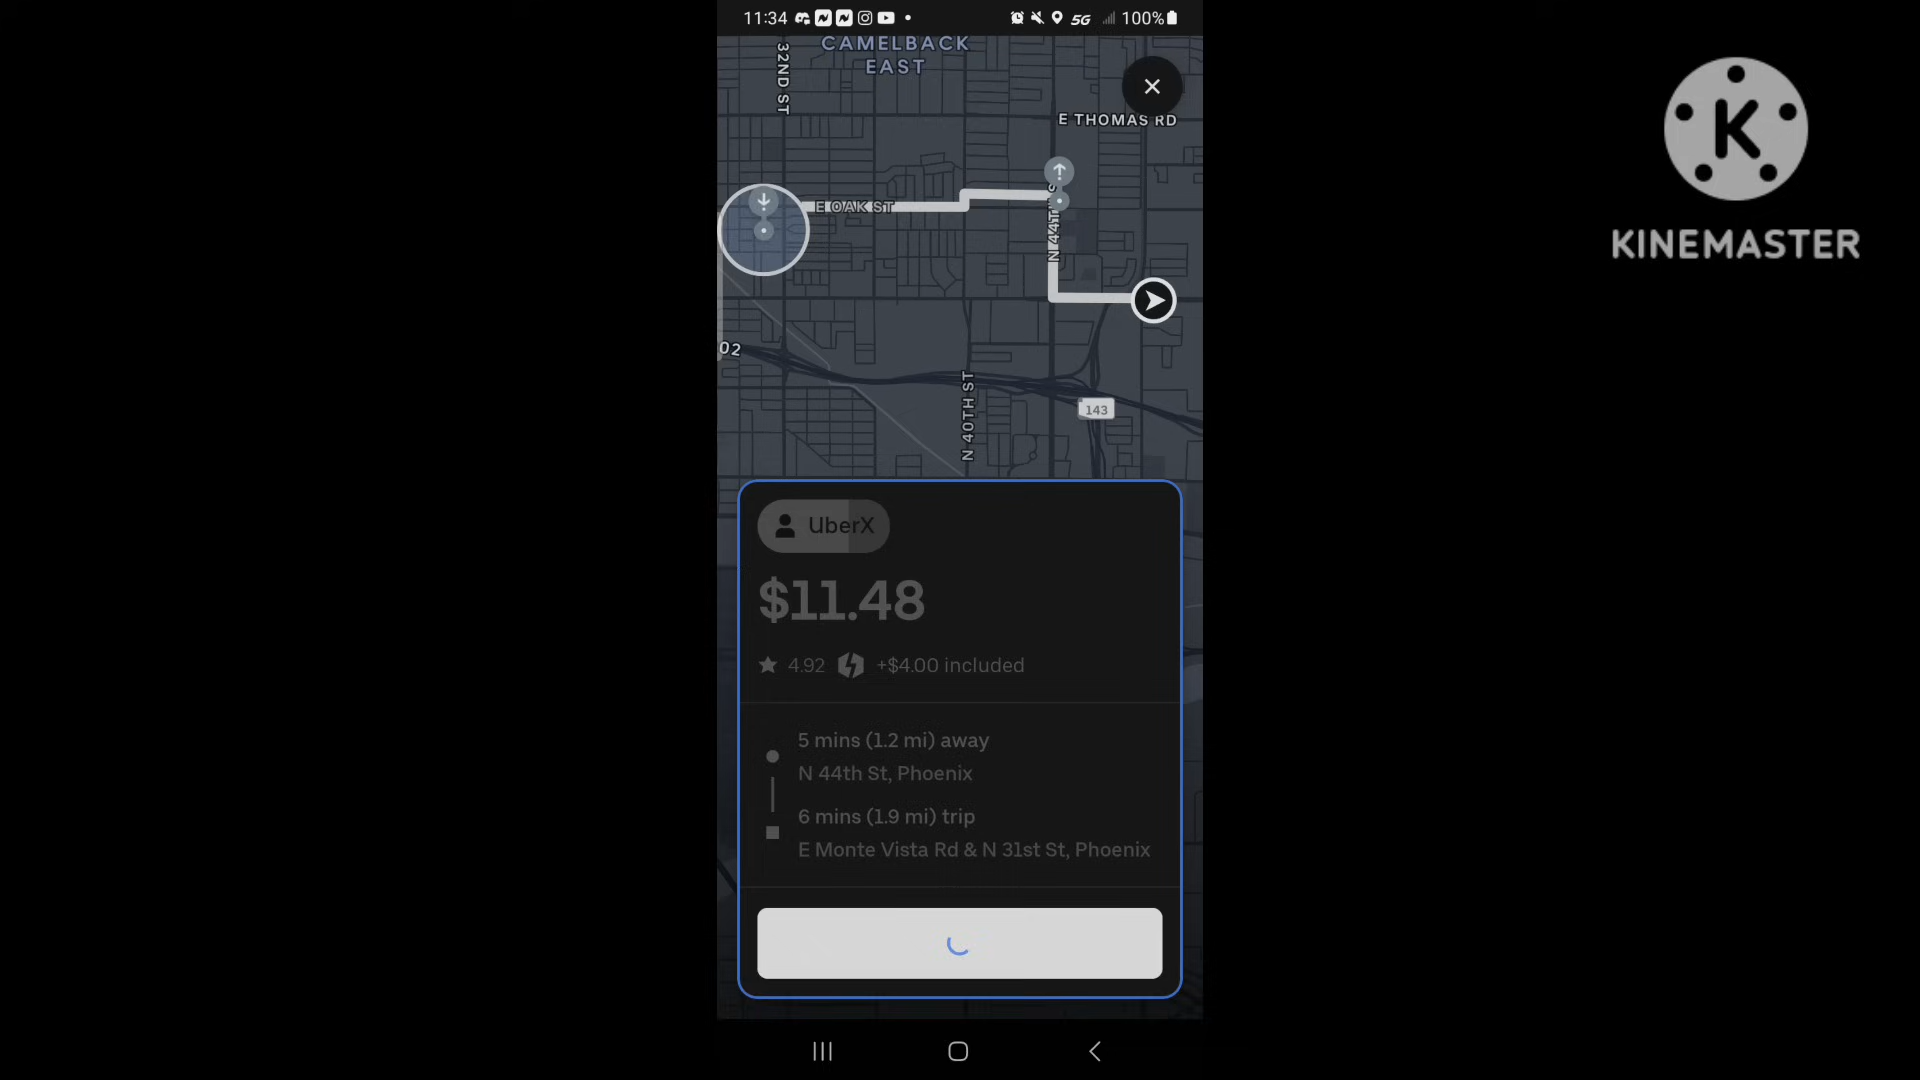 11:34
5G
100%
CAMELBACK
EAST
32ND ST
E THOMAS RD
E OAK ST
N 44TH S
02
N 40TH ST
143
UberX
$11.48
4.92 +$4.00 included
5 mins (1.2 mi) away
N 44th St, Phoenix
6 mins (1.9 mi) trip
E Monte Vista Rd & N 31st St, Phoenix
K
KINEMASTER